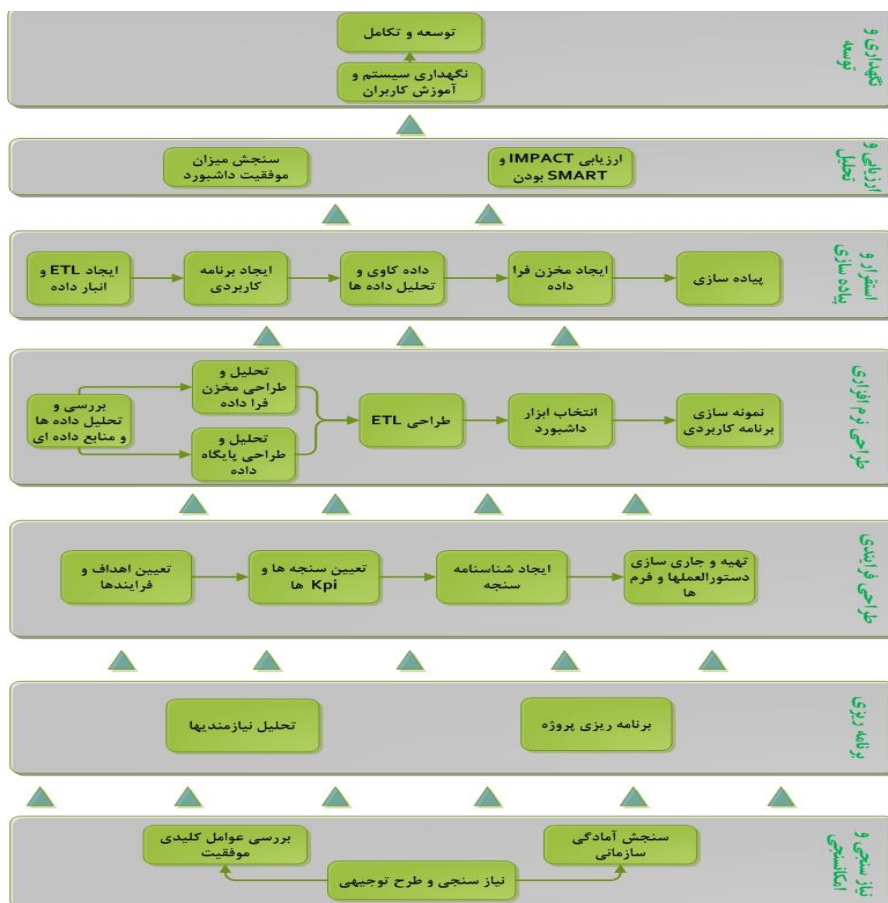 نگهداری و
توسعه
توسعه و تکامل
نگهداری سیستم و
آموزش کاربران
ارزیابی و
تحلیل
ارزیابی IMPACT و
SMART بودن
سنجش میزان
موفقیت داشبورد
استقرار و
پیاده سازی
پیاده سازی
ایجاد مخزن فرا
داده
داده کاوی و
تحلیل داده ها
ایجاد برنامه
کاربردی
ایجاد ETL و
انبار داده
طراحی نرم افزاری
نمونه سازی
برنامه کاربردی
انتخاب ابزار
داشبورد
طراحی ETL
تحلیل و
طراحی مخزن
فرا داده
تحلیل و
طراحی پایگاه
داده
بررسی و
تحلیل داده ها
و منابع داده ای
طراحی فرایندی
تهیه و جاری سازی
دستورالعملها و فرم
ها
ایجاد شناسنامه
سنجه
تعیین سنجه ها و
Kpi ها
تعیین اهداف و
فرایندها
برنامه ریزی
برنامه ریزی پروژه
تحلیل نیازمندیها
نیاز سنجی و
امکانسنجی
سنجش آمادگی
سازمانی
بررسی عوامل کلیدی
موفقیت
نیاز سنجی و طرح توجیهی